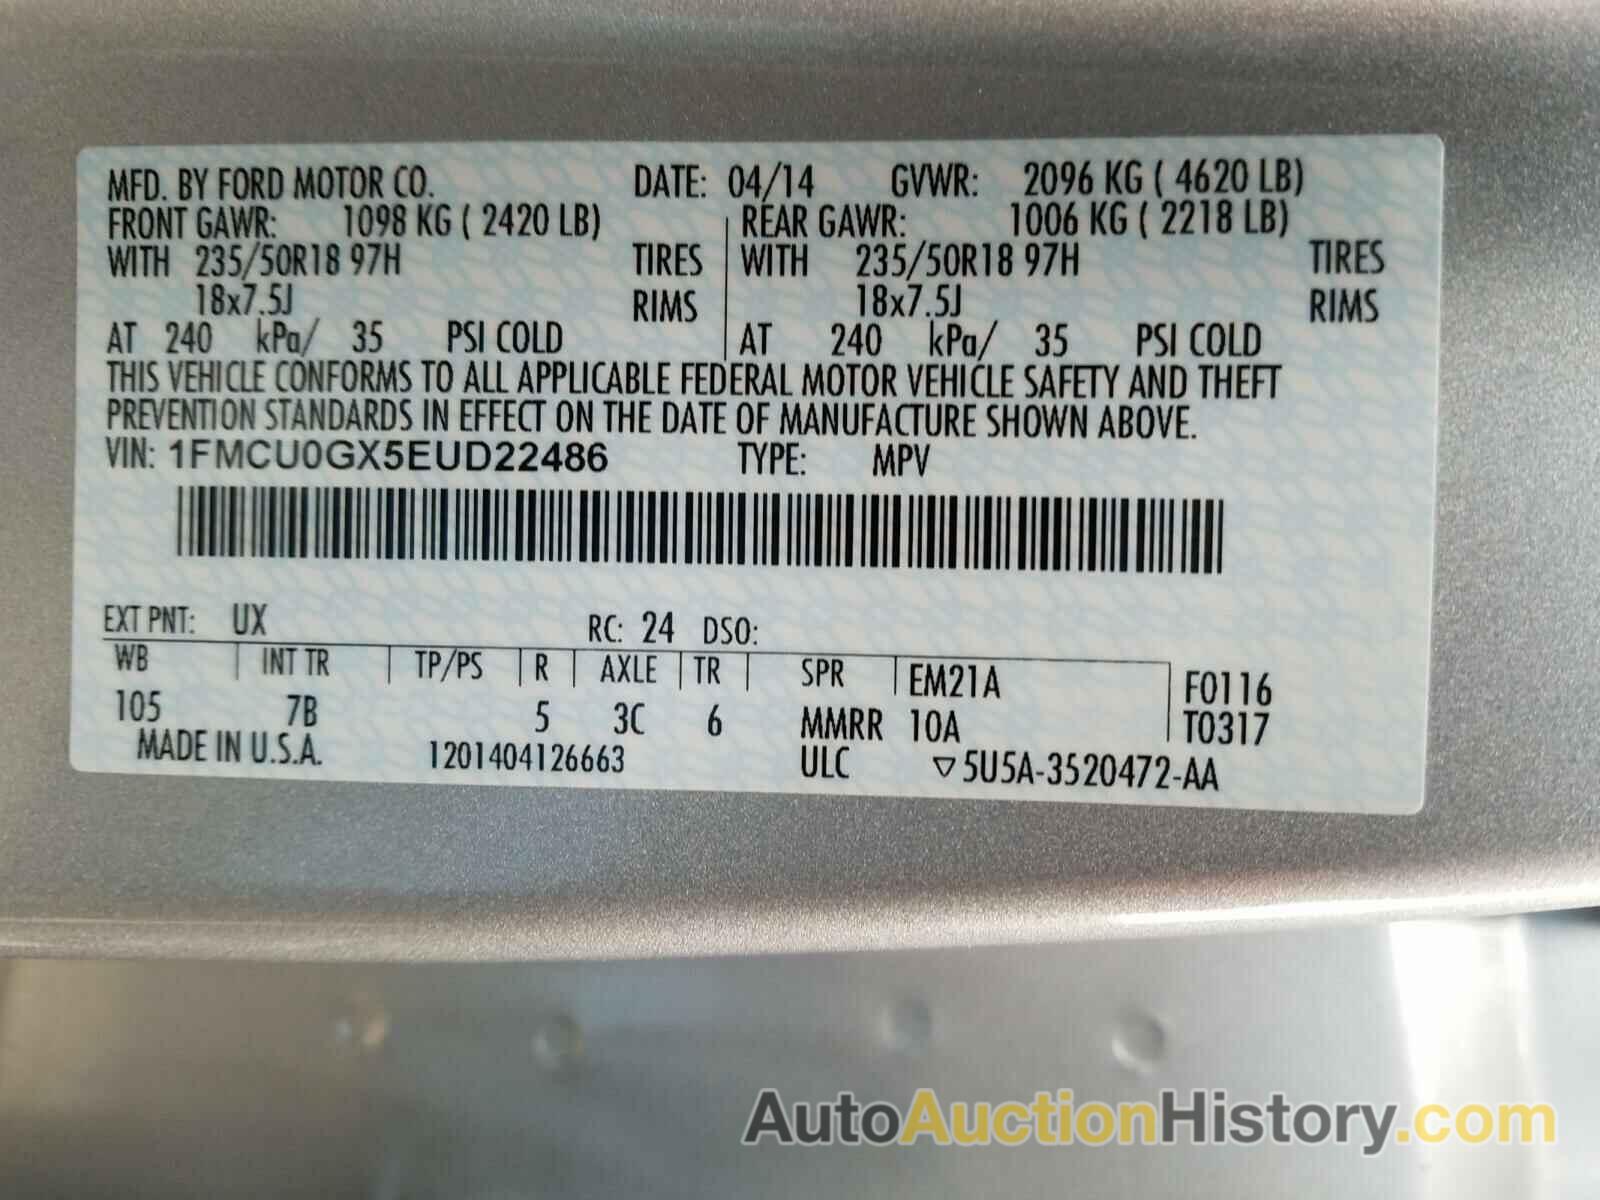 MFD. BY FORD MOTOR CO. DATE: 04/14 GVWR: 2096 KG ( 4620 LB)
FRONT GAWR: 1098 KG ( 2420 LB) REAR GAWR: 1006 KG ( 2218 LB)
WITH 235/50R18 97H TIRES WITH 235/50R18 97H TIRES
18x7.5J RIMS 18x7.5J RIMS
AT 240 kPa/ 35 PSI COLD AT 240 kPa/ 35 PSI COLD
THIS VEHICLE CONFORMS TO ALL APPLICABLE FEDERAL MOTOR VEHICLE SAFETY AND THEFT
PREVENTION STANDARDS IN EFFECT ON THE DATE OF MANUFACTURE SHOWN ABOVE.
VIN: 1FMCU0GX5EUD22486 TYPE: MPV
EXT PNT: UX RC: 24 DSO:
WB INT TR TP/PS R AXLE TR SPR EM21A F0116
105 7B 5 3C 6 MMRR 10A T0317
MADE IN U.S.A. 1201404126663 ULC ▽5U5A-3520472-AA
AutoAuctionHistory.com